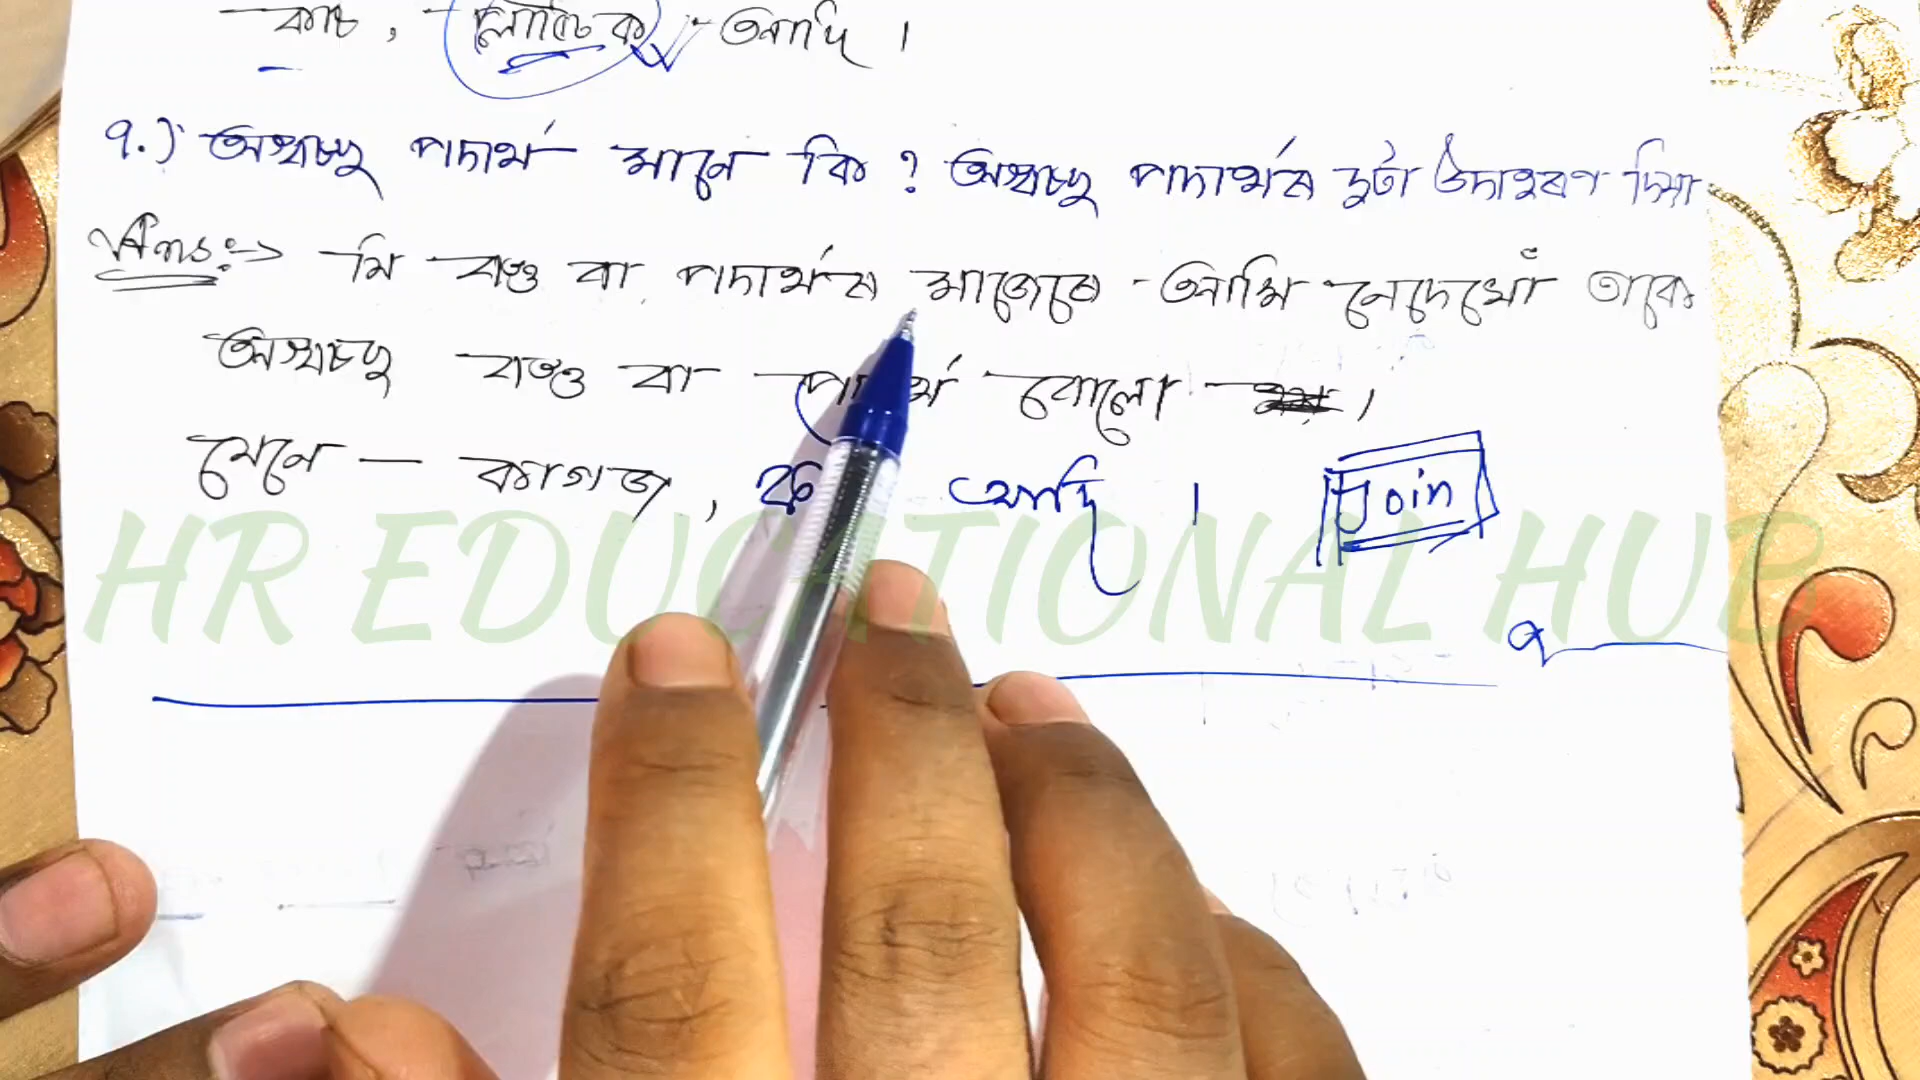 কাচ, প্লাষ্টিক আদি।
৭.) অস্বচ্ছ পদাৰ্থ মানে কি? অস্বচ্ছ পদাৰ্থৰ দুটা উদাহৰণ দিয়া
Ans:→ যি বস্তু বা পদাৰ্থৰ মাজেৰে আমি নেদেখোঁ তাকে
অস্বচ্ছ বস্তু বা পদাৰ্থ বোলে।
যেনে — কাগজ, আদি। Join
HR EDUCATIONAL HUB